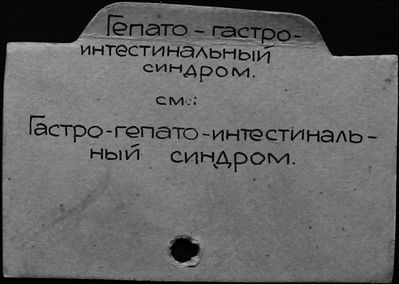 Гепато-гастро-
интестинальный
синдром.
см.:
Гастро-гепато-интестиналь-
ный синдром.